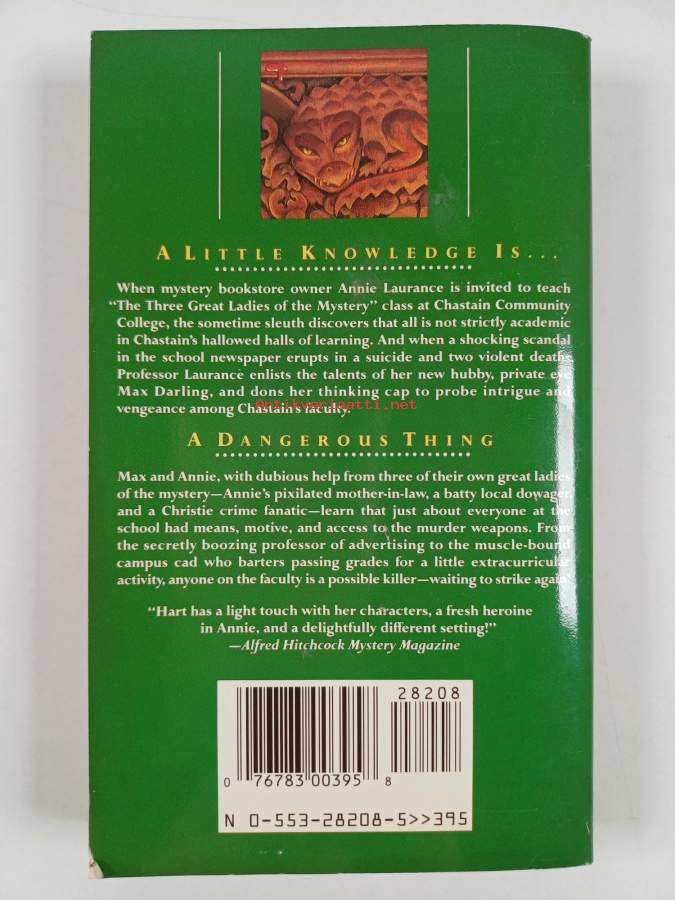 A LITTLE KNOWLEDGE IS...
When mystery bookstore owner Annie Laurance is invited to teach
“The Three Great Ladies of the Mystery” class at Chastain Community
College, the sometime sleuth discovers that all is not strictly academic
in Chastain’s hallowed halls of learning. And when a shocking scandal
in the school newspaper erupts in a suicide and two violent deaths,
Professor Laurance enlists the talents of her new hubby, private eye
Max Darling, and dons her thinking cap to probe intrigue and
vengeance among Chastain’s faculty.
Antikvariaatti.net
A DANGEROUS THING
Max and Annie, with dubious help from three of their own great ladies
of the mystery—Annie’s pixilated mother-in-law, a batty local dowager,
and a Christie crime fanatic—learn that just about everyone at the
school had means, motive, and access to the murder weapons. From
the secretly boozing professor of advertising to the muscle-bound
campus cad who barters passing grades for a little extracurricular
activity, anyone on the faculty is a possible killer—waiting to strike again!
“Hart has a light touch with her characters, a fresh heroine
in Annie, and a delightfully different setting!”
—Alfred Hitchcock Mystery Magazine
28208
0 76783 00395 8
N 0-553-28208-5>>395